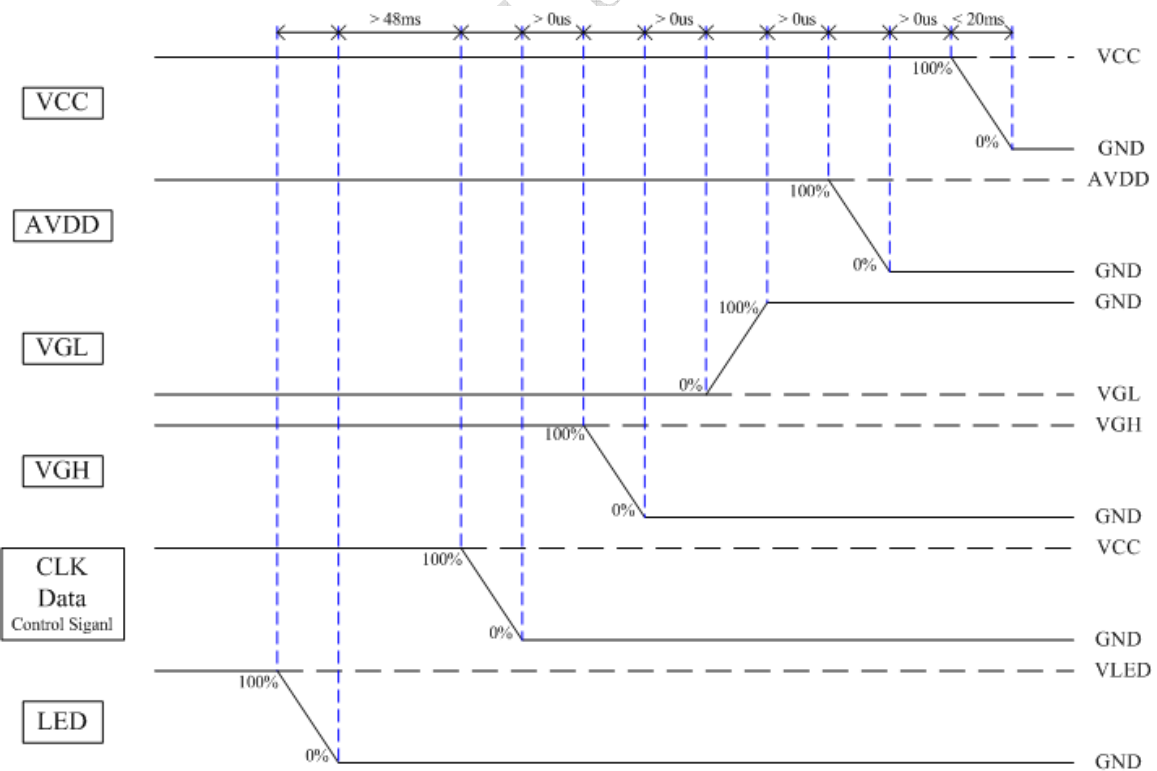 > 48ms > 0us > 0us > 0us > 0us < 20ms
VCC
100%
VCC
0%
GND
AVDD
100%
AVDD
0%
GND
GND
100%
VGL
0%
VGL
VGH
100%
VGH
0%
GND
VCC
100%
CLK
Data
Control Siganl
0%
GND
VLED
100%
LED
0%
GND